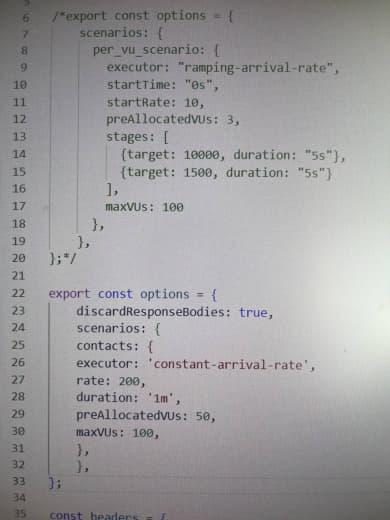 5
6 /*export const options = {
7 scenarios: {
8 per_vu_scenario: {
9 executor: "ramping-arrival-rate",
10 startTime: "0s",
11 startRate: 10,
12 preAllocatedVUs: 3,
13 stages: [
14 {target: 10000, duration: "5s"},
15 {target: 1500, duration: "5s"}
16 ],
17 maxVUs: 100
18 },
19 },
20 };*/
21
22 export const options = {
23 discardResponseBodies: true,
24 scenarios: {
25 contacts: {
26 executor: 'constant-arrival-rate',
27 rate: 200,
28 duration: '1m',
29 preAllocatedVUs: 50,
30 maxVUs: 100,
31 },
32 },
33 };
34
35 const headers = {